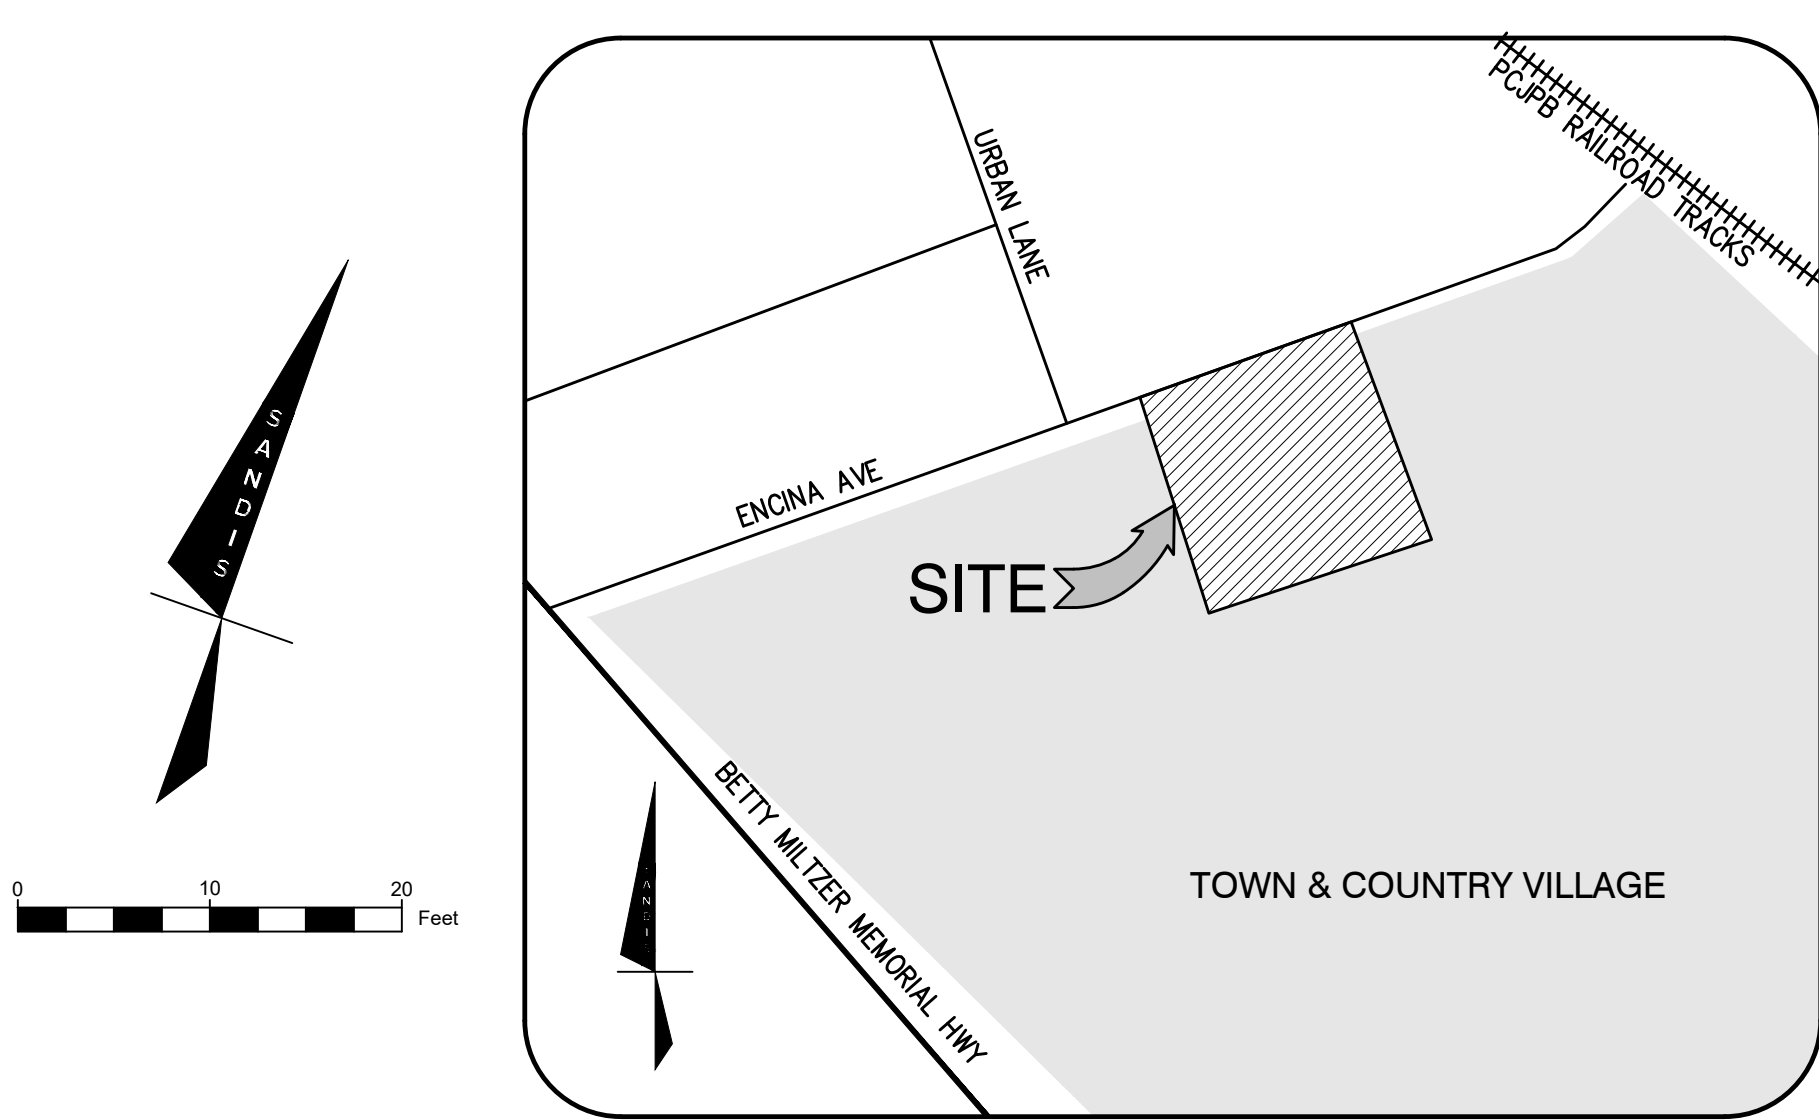 PCJPB RAILROAD TRACKS
URBAN LANE
SANDIS
ENCINA AVE
SITE
BETTY MILTZER MEMORIAL HWY
TOWN & COUNTRY VILLAGE
0 10 20
Feet